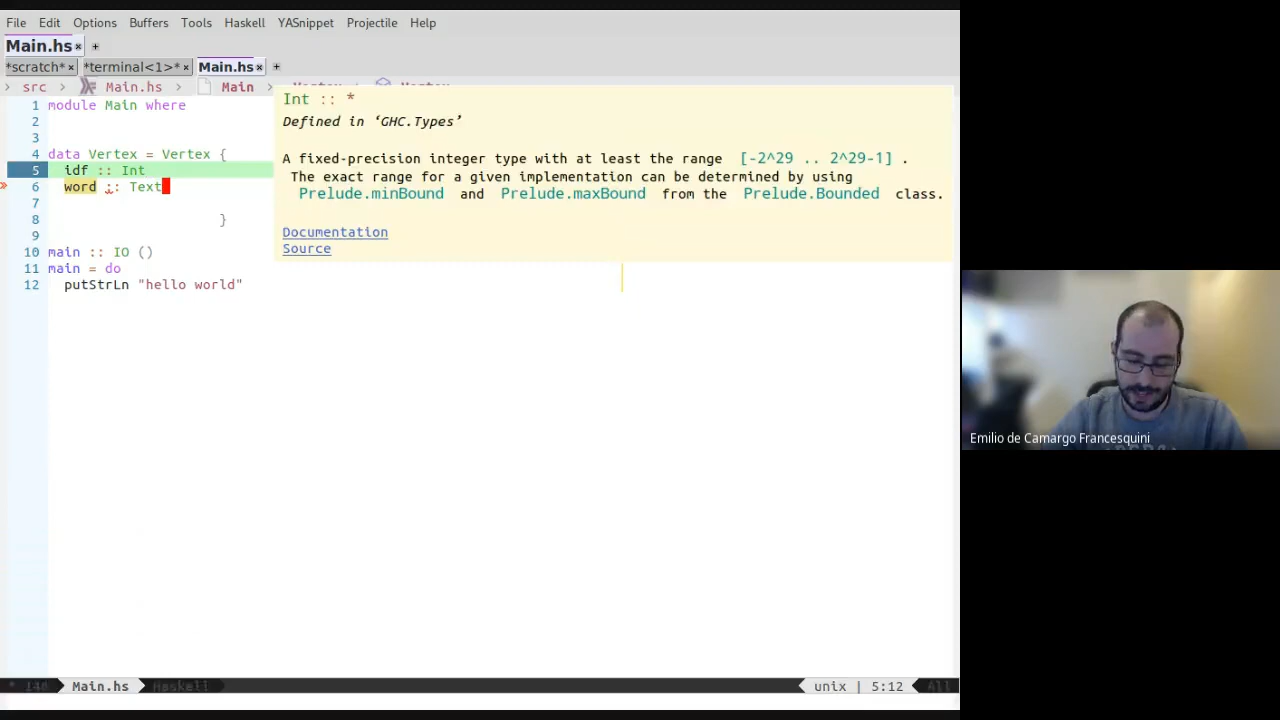 File Edit Options Buffers Tools Haskell YASnippet Projectile Help
Main.hs × +
*scratch* × *terminal<1>* × Main.hs × +
› src › Main.hs › Main ›
1 module Main where
2
3
4 data Vertex = Vertex {
5 idf :: Int
6 word :: Text
7
8 }
9
10 main :: IO ()
11 main = do
12 putStrLn "hello world"
Int :: *
Defined in ‘GHC.Types’
A fixed-precision integer type with at least the range [-2^29 .. 2^29-1] .
The exact range for a given implementation can be determined by using
Prelude.minBound and Prelude.maxBound from the Prelude.Bounded class.
Documentation
Source
Emilio de Camargo Francesquini
* 140 Main.hs Haskell unix | 5:12 All